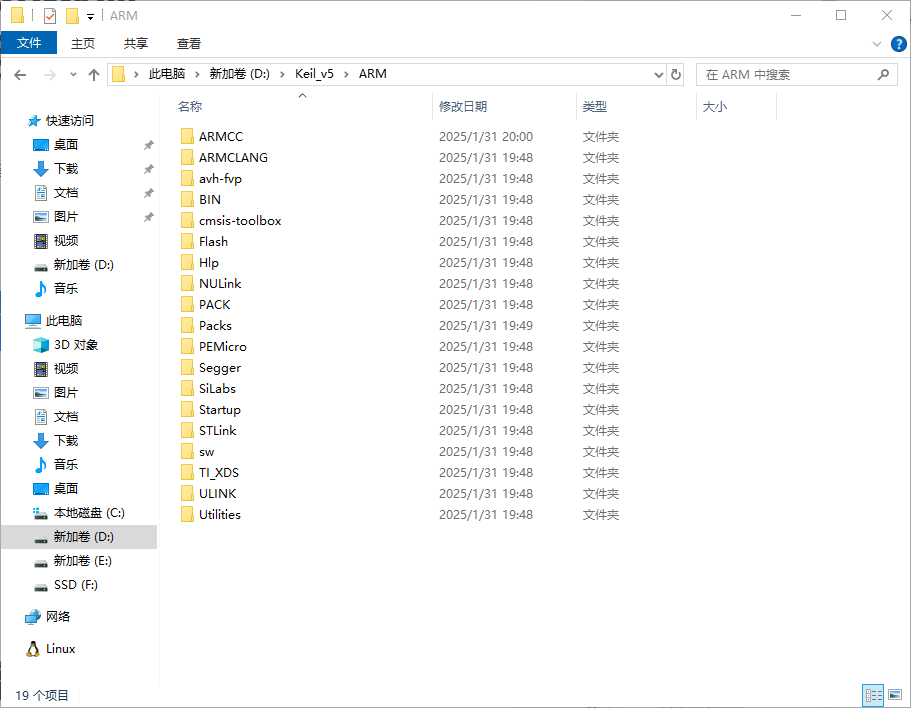 ARM
文件 主页 共享 查看
此电脑 › 新加卷 (D:) › Keil_v5 › ARM
在 ARM 中搜索
名称 修改日期 类型 大小
ARMCC 2025/1/31 20:00 文件夹
ARMCLANG 2025/1/31 19:48 文件夹
avh-fvp 2025/1/31 19:48 文件夹
BIN 2025/1/31 19:48 文件夹
cmsis-toolbox 2025/1/31 19:48 文件夹
Flash 2025/1/31 19:48 文件夹
Hlp 2025/1/31 19:48 文件夹
NULink 2025/1/31 19:48 文件夹
PACK 2025/1/31 19:48 文件夹
Packs 2025/1/31 19:49 文件夹
PEMicro 2025/1/31 19:48 文件夹
Segger 2025/1/31 19:48 文件夹
SiLabs 2025/1/31 19:48 文件夹
Startup 2025/1/31 19:48 文件夹
STLink 2025/1/31 19:48 文件夹
sw 2025/1/31 19:48 文件夹
TI_XDS 2025/1/31 19:48 文件夹
ULINK 2025/1/31 19:48 文件夹
Utilities 2025/1/31 19:48 文件夹
快速访问
桌面
下载
文档
图片
视频
新加卷 (D:)
音乐
此电脑
3D 对象
视频
图片
文档
下载
音乐
桌面
本地磁盘 (C:)
新加卷 (D:)
新加卷 (E:)
SSD (F:)
网络
Linux
19 个项目